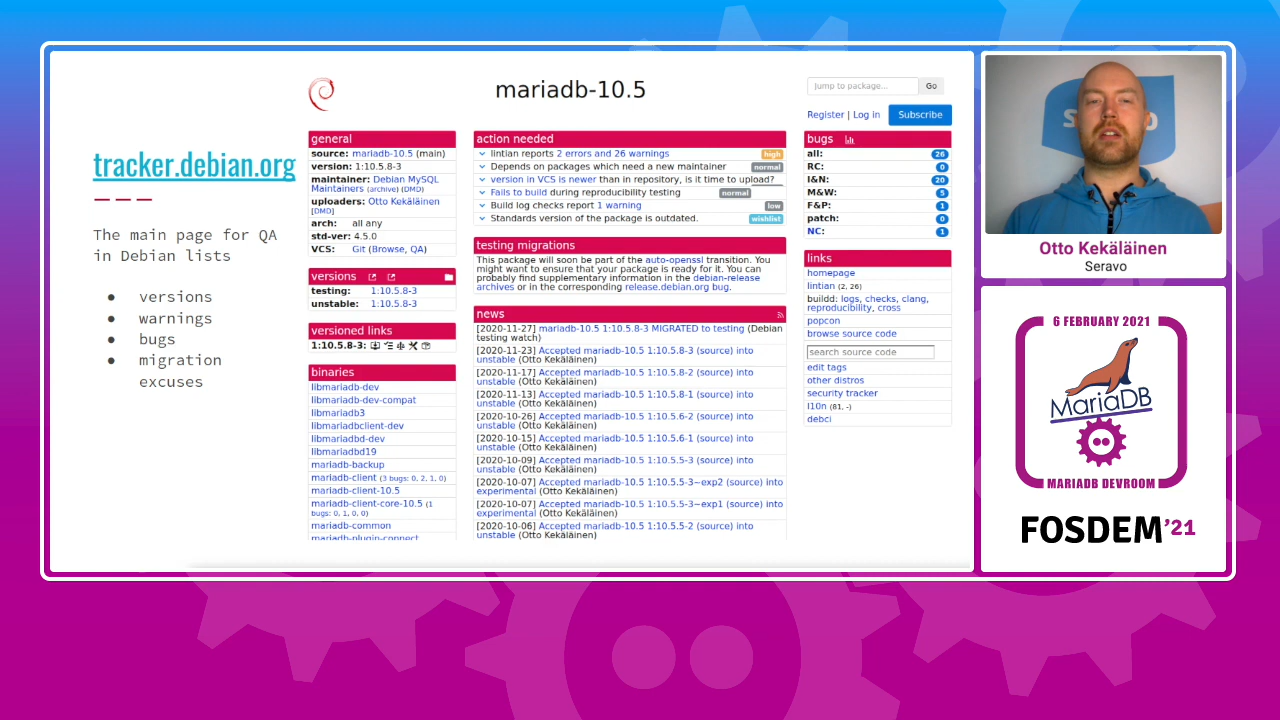 tracker.debian.org
The main page for QA
in Debian lists
● versions
● warnings
● bugs
● migration
excuses
mariadb-10.5
Jump to package...
Go
Register | Log in
Subscribe
general
source: mariadb-10.5 (main)
version: 1:10.5.8-3
maintainer: Debian MySQL
Maintainers (archive) (DMD)
uploaders: Otto Kekäläinen
[DMD]
arch: all any
std-ver: 4.5.0
VCS: Git (Browse, QA)
versions
testing: 1:10.5.8-3
unstable: 1:10.5.8-3
versioned links
1:10.5.8-3:
binaries
libmariadb-dev
libmariadb-dev-compat
libmariadb3
libmariadbclient-dev
libmariadbd-dev
libmariadbd19
mariadb-backup
mariadb-client (3 bugs: 0, 2, 1, 0)
mariadb-client-10.5
mariadb-client-core-10.5 (1
bugs: 0, 1, 0, 0)
mariadb-common
mariadb-plugin-connect
action needed
lintian reports 2 errors and 26 warnings high
Depends on packages which need a new maintainer normal
version in VCS is newer than in repository, is it time to upload?
Fails to build during reproducibility testing normal
Build log checks report 1 warning low
Standards version of the package is outdated. wishlist
testing migrations
This package will soon be part of the auto-openssl transition. You
might want to ensure that your package is ready for it. You can
probably find supplementary information in the debian-release
archives or in the corresponding release.debian.org bug.
news
[2020-11-27] mariadb-10.5 1:10.5.8-3 MIGRATED to testing (Debian
testing watch)
[2020-11-23] Accepted mariadb-10.5 1:10.5.8-3 (source) into
unstable (Otto Kekäläinen)
[2020-11-17] Accepted mariadb-10.5 1:10.5.8-2 (source) into
unstable (Otto Kekäläinen)
[2020-11-13] Accepted mariadb-10.5 1:10.5.8-1 (source) into
unstable (Otto Kekäläinen)
[2020-10-26] Accepted mariadb-10.5 1:10.5.6-2 (source) into
unstable (Otto Kekäläinen)
[2020-10-15] Accepted mariadb-10.5 1:10.5.6-1 (source) into
unstable (Otto Kekäläinen)
[2020-10-09] Accepted mariadb-10.5 1:10.5.5-3 (source) into
unstable (Otto Kekäläinen)
[2020-10-07] Accepted mariadb-10.5 1:10.5.5-3~exp2 (source) into
experimental (Otto Kekäläinen)
[2020-10-07] Accepted mariadb-10.5 1:10.5.5-3~exp1 (source) into
experimental (Otto Kekäläinen)
[2020-10-06] Accepted mariadb-10.5 1:10.5.5-2 (source) into
unstable (Otto Kekäläinen)
bugs
all: 26
RC: 0
I&N: 20
M&W: 5
F&P: 1
patch: 0
NC: 1
links
homepage
lintian (2, 26)
buildd: logs, checks, clang,
reproducibility, cross
popcon
browse source code
search source code
edit tags
other distros
security tracker
l10n (81, -)
debci
Otto Kekäläinen
Seravo
6 FEBRUARY 2021
MariaDB
MARIADB DEVROOM
FOSDEM'21